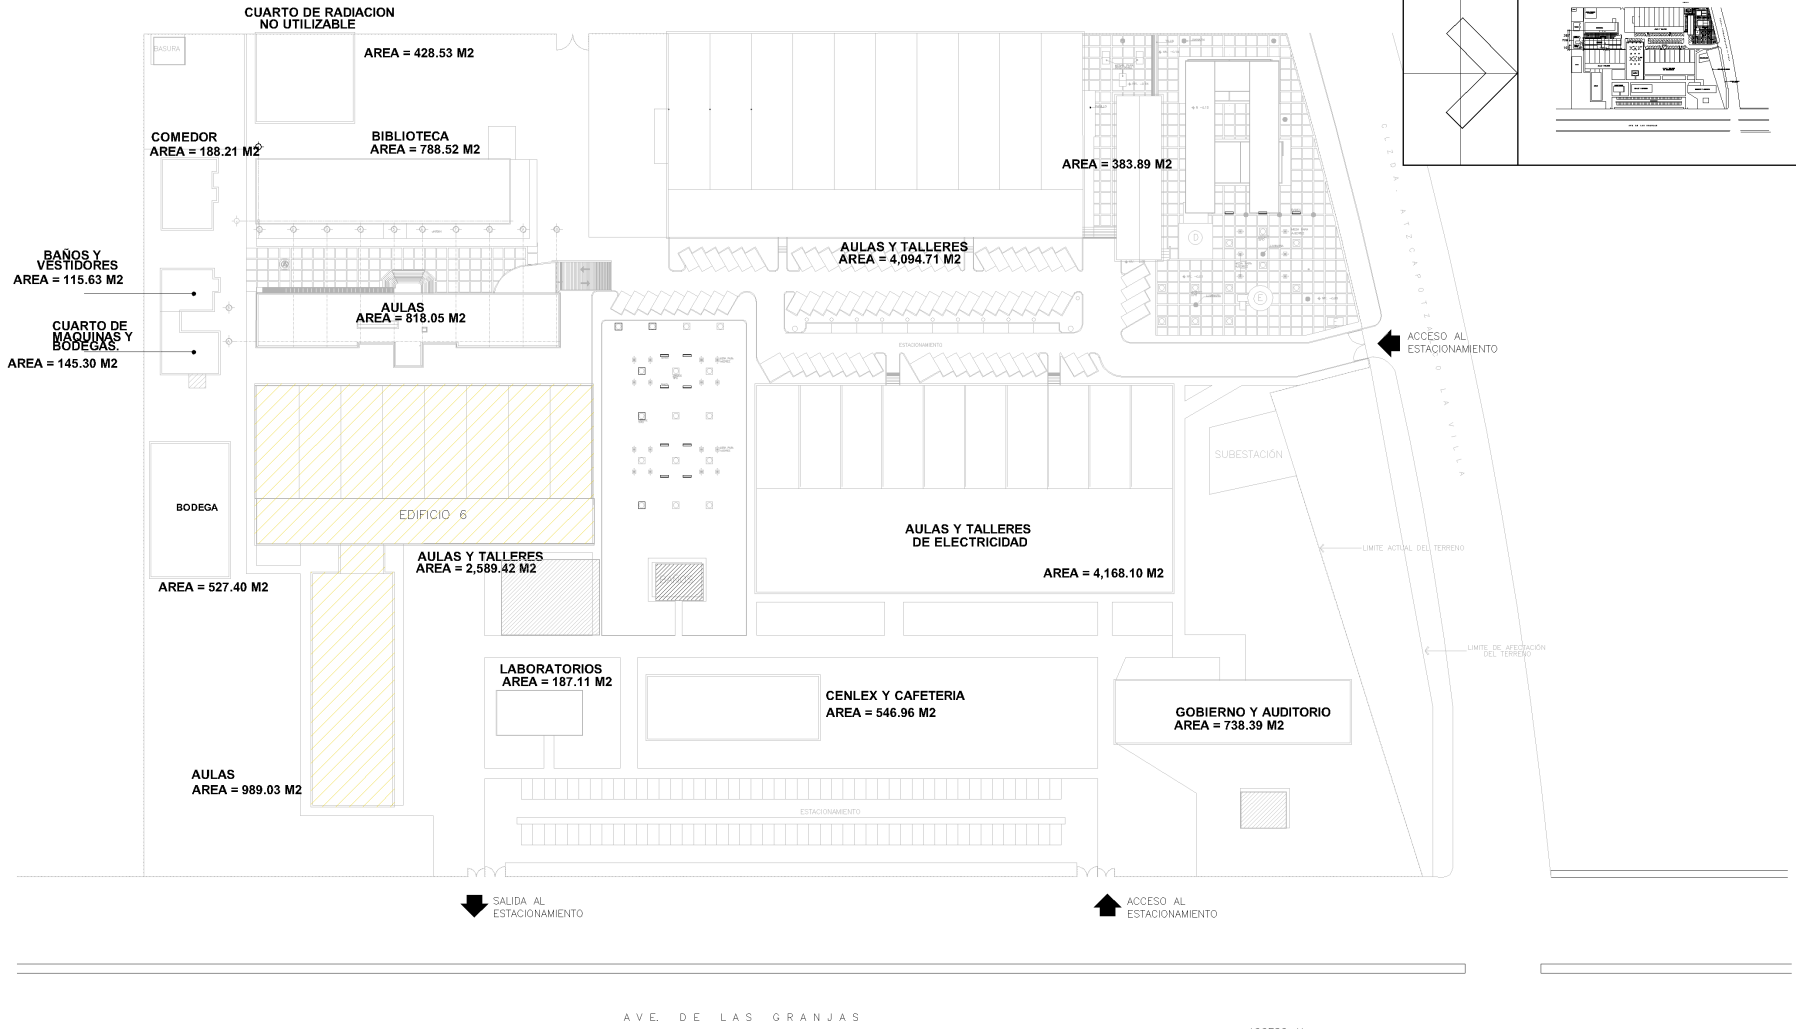 CUARTO DE RADIACION
NO UTILIZABLE
AREA = 428.53 M2
BASURA
COMEDOR
AREA = 188.21 M2
BIBLIOTECA
AREA = 788.52 M2
AREA = 383.89 M2
BAÑOS Y
VESTIDORES
AREA = 115.63 M2
AULAS Y TALLERES
AREA = 4,094.71 M2
D
E
AULAS
AREA = 818.05 M2
CUARTO DE
MAQUINAS Y
BODEGAS.
AREA = 145.30 M2
ESTACIONAMIENTO
ACCESO AL
ESTACIONAMIENTO
SUBESTACIÓN
BODEGA
AREA = 527.40 M2
EDIFICIO 6
AULAS Y TALLERES
AREA = 2,589.42 M2
BAÑOS
AULAS Y TALLERES
DE ELECTRICIDAD
AREA = 4,168.10 M2
LIMITE ACTUAL DEL TERRENO
LIMITE DE AFECTACIÓN
DEL TERRENO
LABORATORIOS
AREA = 187.11 M2
CENLEX Y CAFETERIA
AREA = 546.96 M2
GOBIERNO Y AUDITORIO
AREA = 738.39 M2
AULAS
AREA = 989.03 M2
ESTACIONAMIENTO
SALIDA AL
ESTACIONAMIENTO
ACCESO AL
ESTACIONAMIENTO
AVE. DE LAS GRANJAS